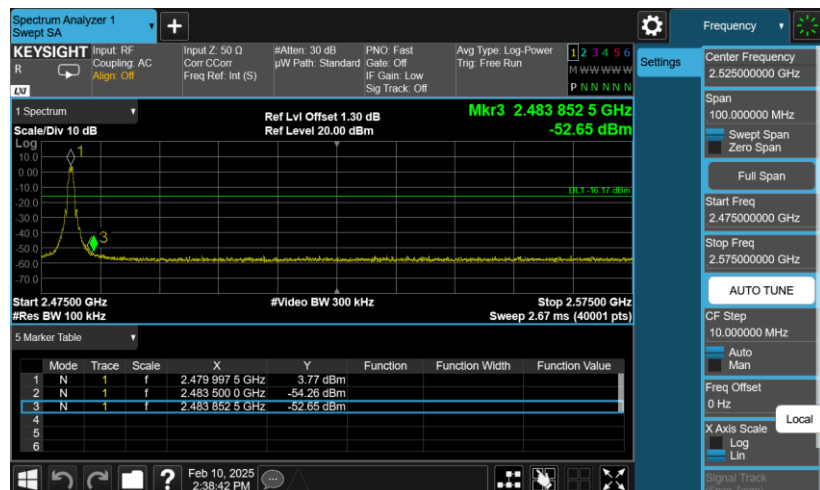 Spectrum Analyzer 1
Swept SA
+
Frequency
KEYSIGHT Input: RF Input Z: 50 Ω #Atten: 30 dB PNO: Fast Avg Type: Log-Power 1 2 3 4 5 6
R Coupling: AC Corr CCorr µW Path: Standard Gate: Off Trig: Free Run M W W W W W
Align: Off Freq Ref: Int (S) IF Gain: Low
LXI Sig Track: Off P N N N N N
1 Spectrum
Scale/Div 10 dB
Ref Lvl Offset 1.30 dB
Ref Level 20.00 dBm
Mkr3 2.483 852 5 GHz
-52.65 dBm
Log
10.0
0.00
-10.0
-20.0
-30.0
-40.0
-50.0
-60.0
-70.0
1
3
DL1 -16.17 dBm
Start 2.47500 GHz #Video BW 300 kHz Stop 2.57500 GHz
#Res BW 100 kHz Sweep 2.67 ms (40001 pts)
5 Marker Table
Mode Trace Scale X Y Function Function Width Function Value
1 N 1 f 2.479 997 5 GHz 3.77 dBm
2 N 1 f 2.483 500 0 GHz -54.26 dBm
3 N 1 f 2.483 852 5 GHz -52.65 dBm
4
5
6
?
Feb 10, 2025
2:38:42 PM
Settings
Center Frequency
2.525000000 GHz
Span
100.000000 MHz
Swept Span
Zero Span
Full Span
Start Freq
2.475000000 GHz
Stop Freq
2.575000000 GHz
AUTO TUNE
CF Step
10.000000 MHz
Auto
Man
Freq Offset
0 Hz
Local
X Axis Scale
Log
Lin
Signal Track